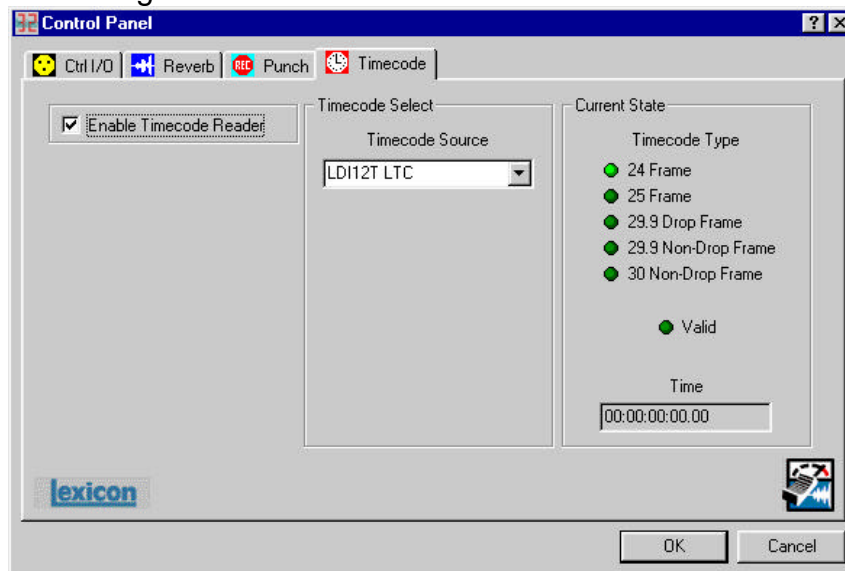 Control Panel
Ctrl I/O Reverb REC Punch Timecode
Enable Timecode Reader
Timecode Select
Timecode Source
LDI12T LTC
Current State
Timecode Type
24 Frame
25 Frame
29.9 Drop Frame
29.9 Non-Drop Frame
30 Non-Drop Frame
Valid
Time
00:00:00:00.00
lexicon
OK Cancel